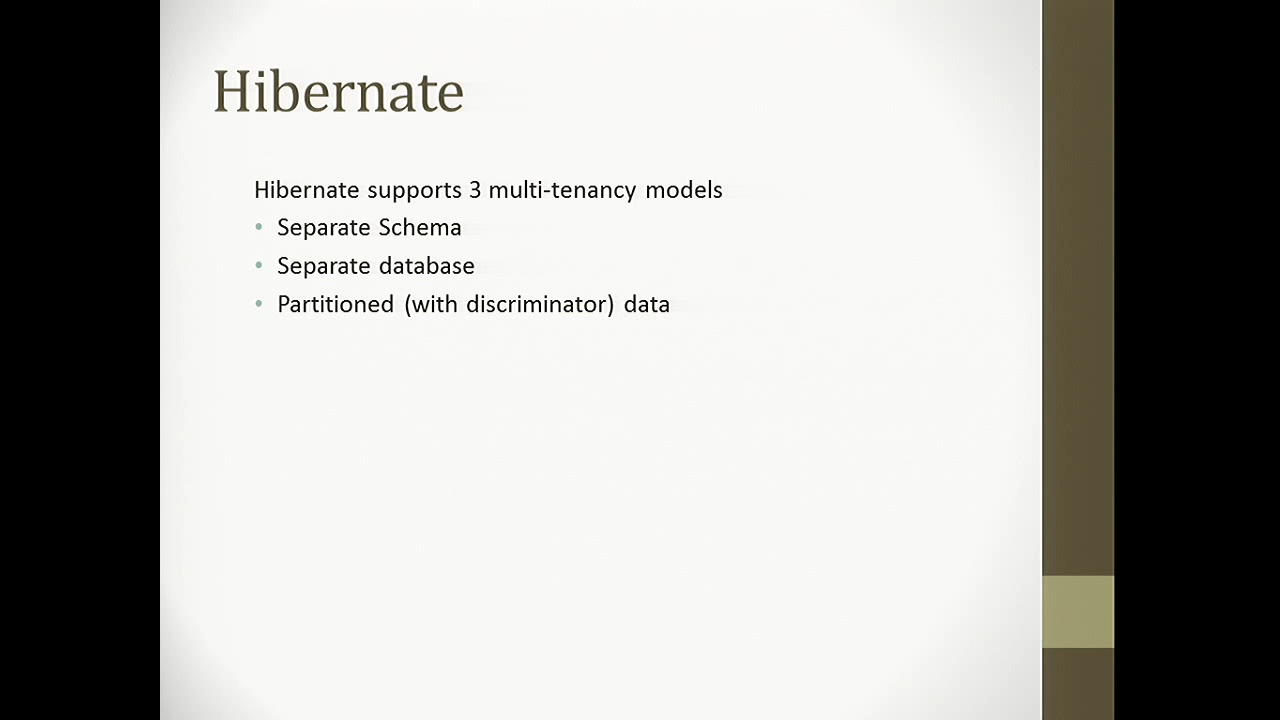 Hibernate
Hibernate supports 3 multi-tenancy models
• Separate Schema
• Separate database
• Partitioned (with discriminator) data